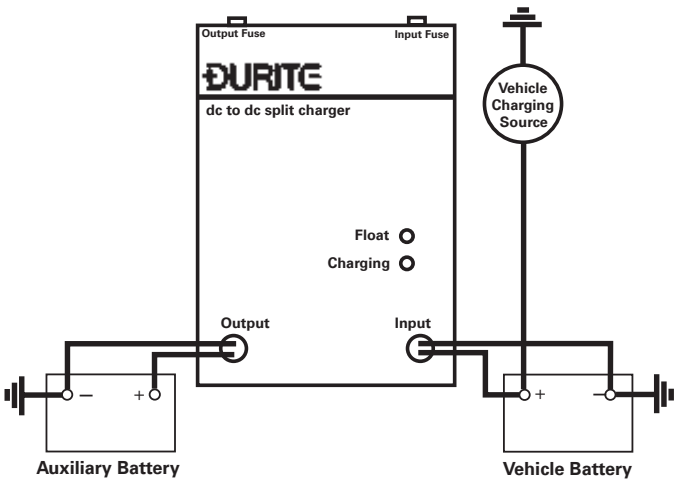 Output Fuse
Input Fuse
DURITE
dc to dc split charger
Vehicle
Charging
Source
Float
Charging
Output
Input
– +
+ –
Auxiliary Battery
Vehicle Battery